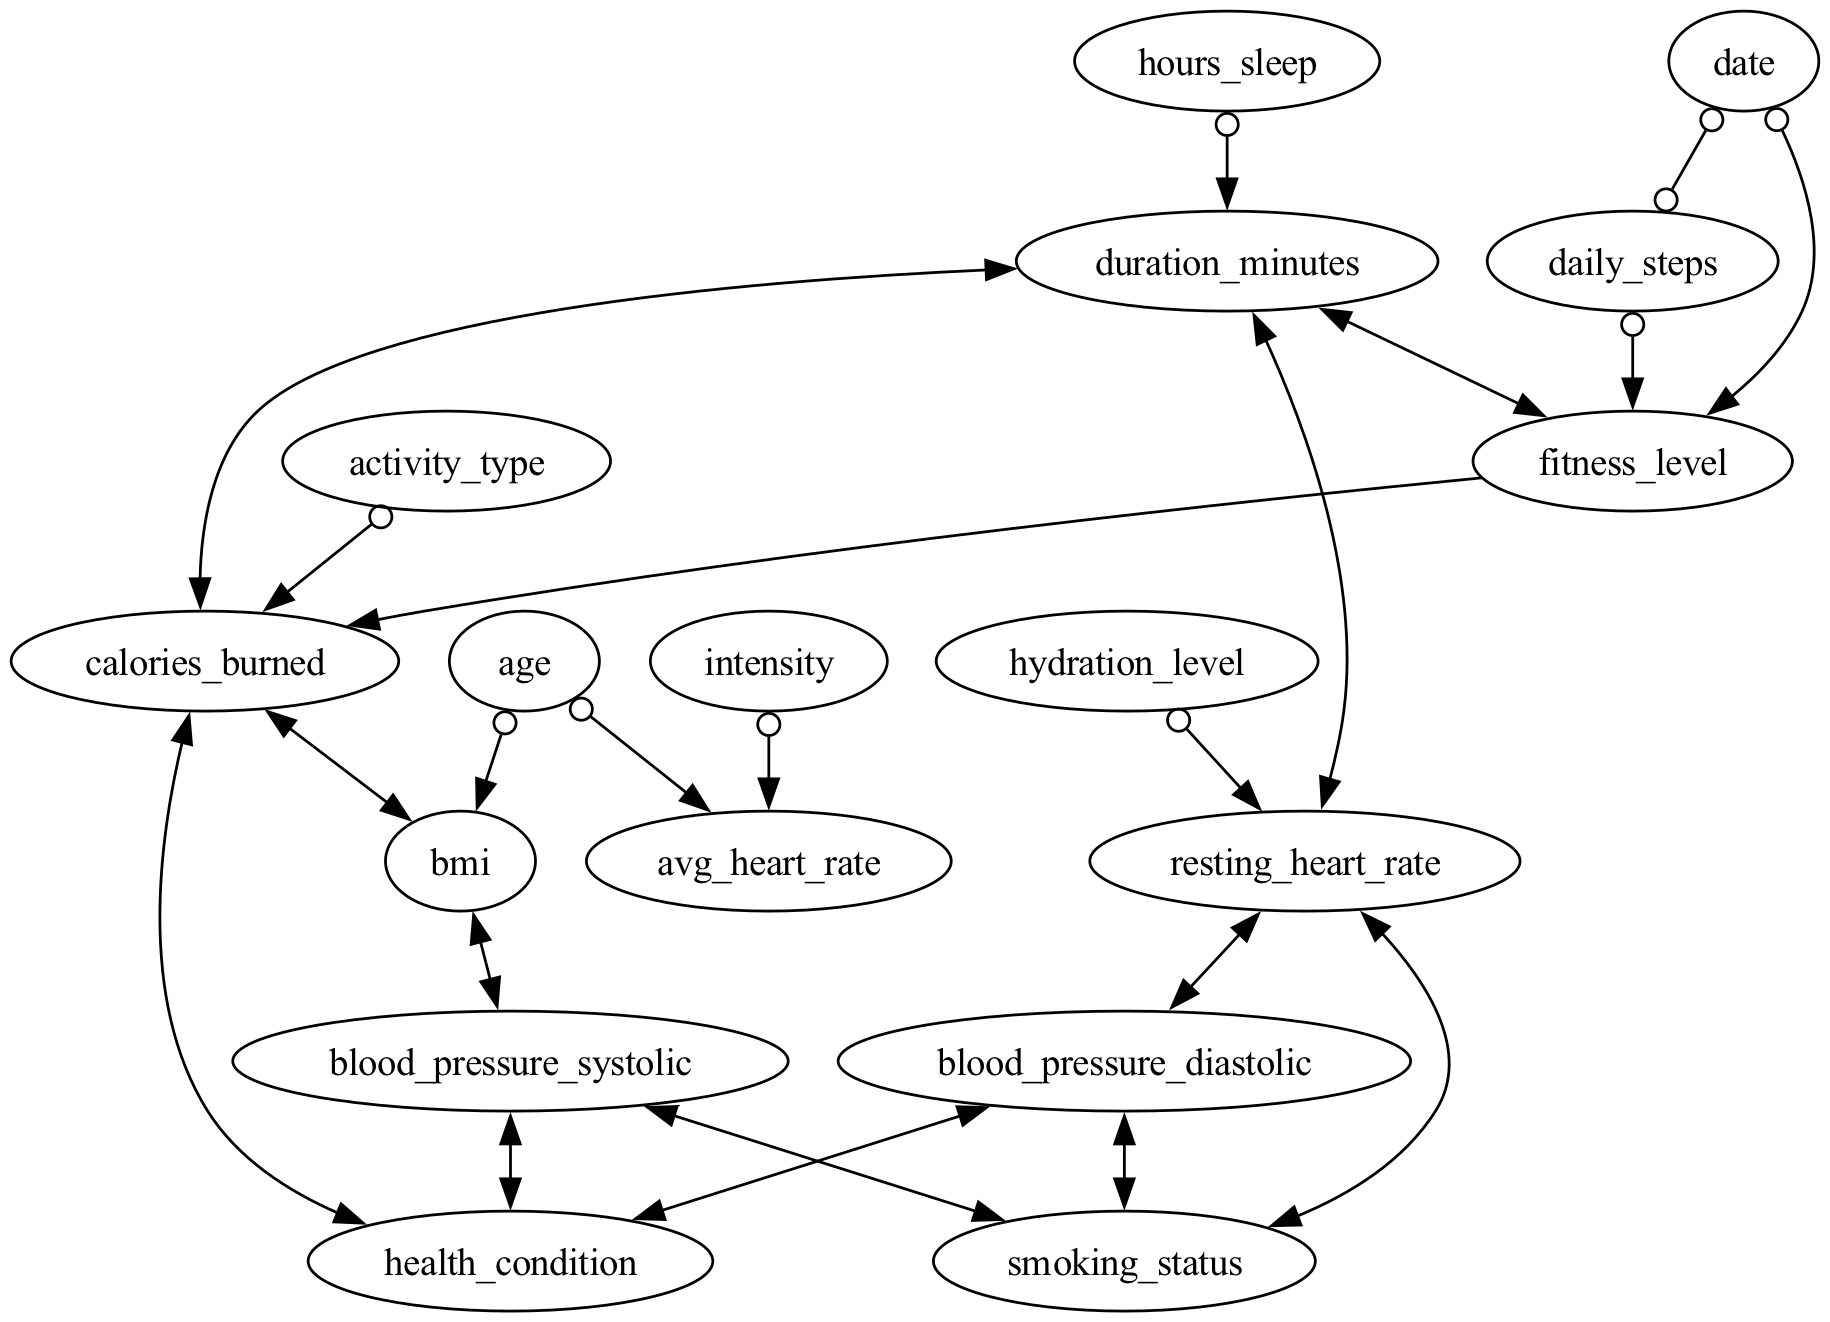 hours_sleep
date
duration_minutes
daily_steps
activity_type
fitness_level
calories_burned
age
intensity
hydration_level
bmi
avg_heart_rate
resting_heart_rate
blood_pressure_systolic
blood_pressure_diastolic
health_condition
smoking_status